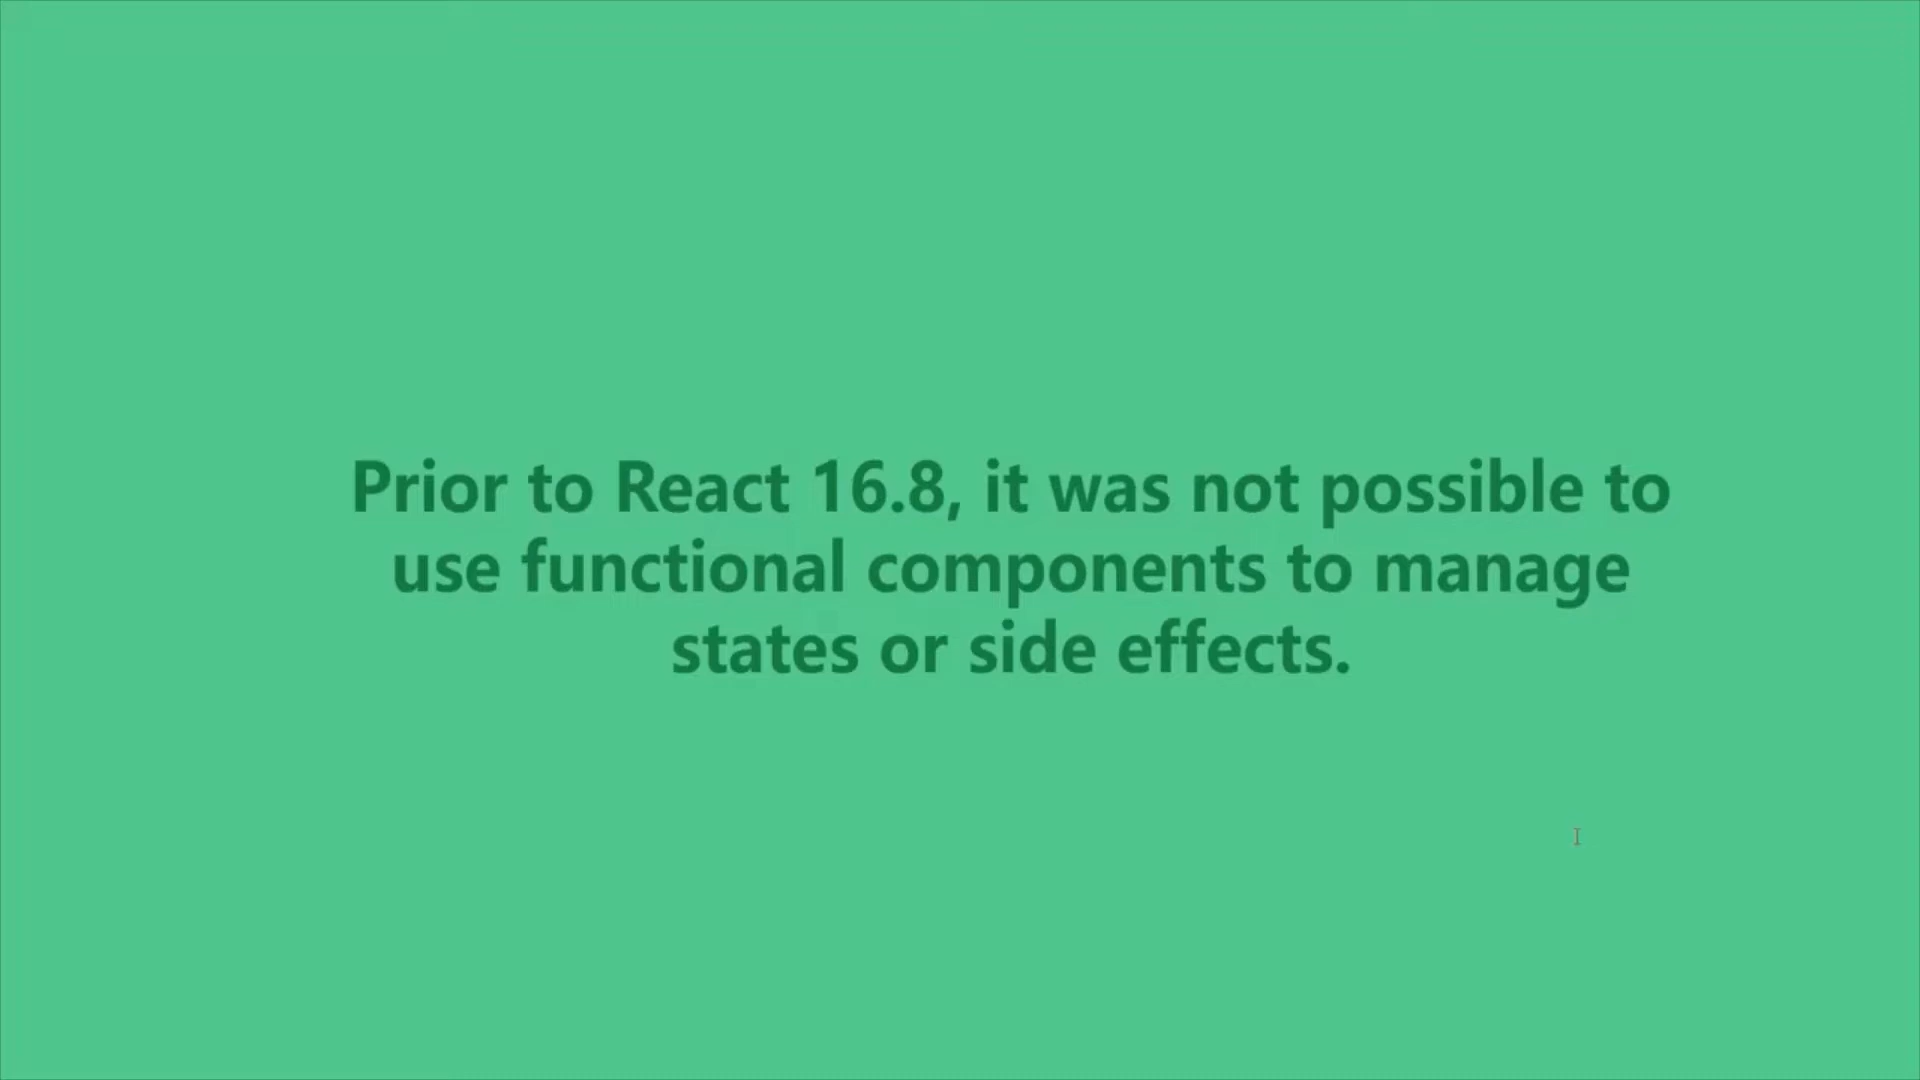 Prior to React 16.8, it was not possible to
use functional components to manage
states or side effects.